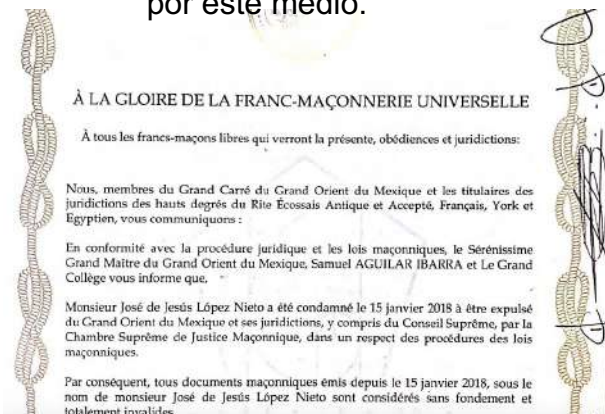 por este medio.
À LA GLOIRE DE LA FRANC-MAÇONNERIE UNIVERSELLE
À tous les francs-maçons libres qui verront la présente, obédiences et juridictions:
Nous, membres du Grand Carré du Grand Orient du Mexique et les titulaires des
juridictions des hauts degrés du Rite Écossais Antique et Accepté, Français, York et
Egyptien, vous communiquons :
En conformité avec la procédure juridique et les lois maçonniques, le Sérénissime
Grand Maître du Grand Orient du Mexique, Samuel AGUILAR IBARRA et Le Grand
Collège vous informe que,
Monsieur José de Jesús López Nieto a été condamné le 15 janvier 2018 à être expulsé
du Grand Orient du Mexique et ses juridictions, y compris du Conseil Suprême, par la
Chambre Suprême de Justice Maçonnique, dans un respect des procédures des lois
maçonniques.
Par conséquent, tous documents maçonniques émis depuis le 15 janvier 2018, sous le
nom de monsieur José de Jesús López Nieto sont considérés sans fondement et
totalement invalides